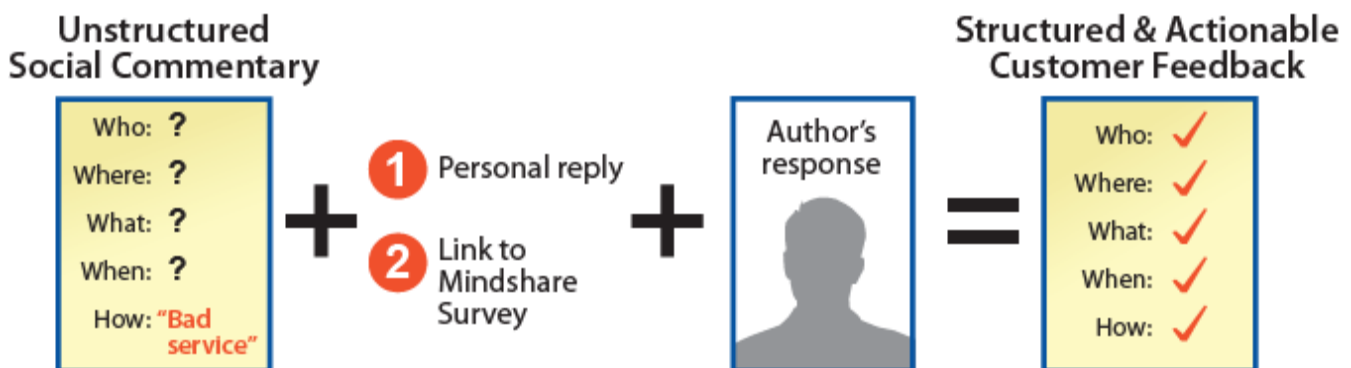 Unstructured
Social Commentary
Who: ?
Where: ?
What: ?
When: ?
How: “Bad
service”
+
1 Personal reply
2 Link to
Mindshare
Survey
+
Author’s
response
=
Structured & Actionable
Customer Feedback
Who: ✓
Where: ✓
What: ✓
When: ✓
How: ✓